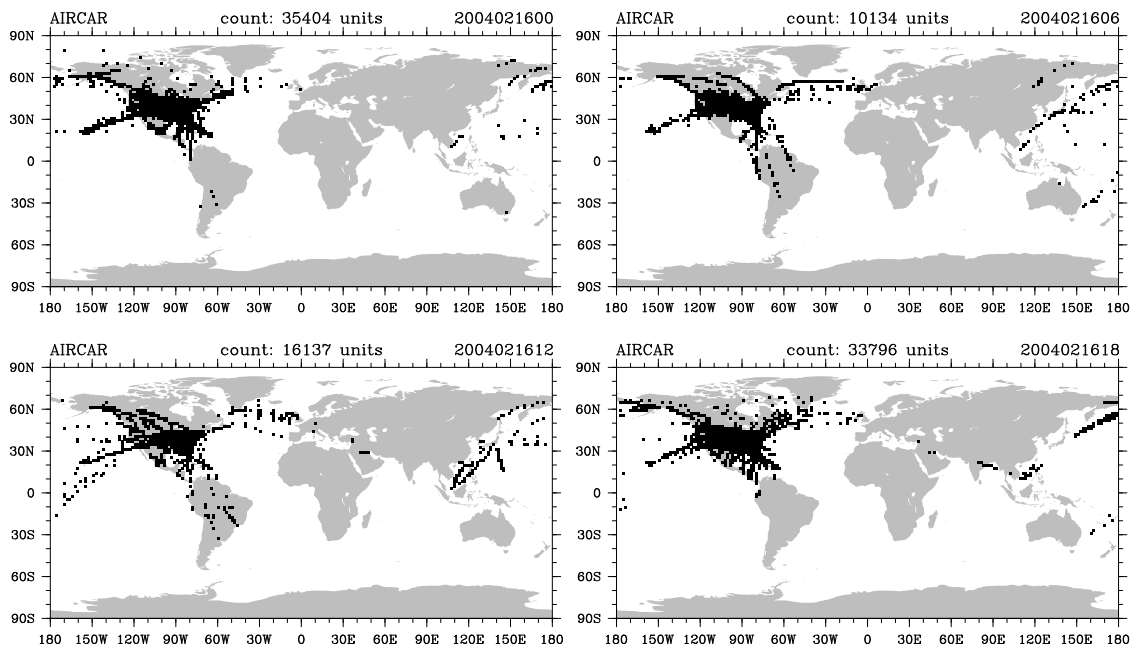 AIRCAR count: 35404 units 2004021600
90N
60N
30N
0
30S
60S
90S
180 150W 120W 90W 60W 30W 0 30E 60E 90E 120E 150E 180
AIRCAR count: 10134 units 2004021606
90N
60N
30N
0
30S
60S
90S
180 150W 120W 90W 60W 30W 0 30E 60E 90E 120E 150E 180
AIRCAR count: 16137 units 2004021612
90N
60N
30N
0
30S
60S
90S
180 150W 120W 90W 60W 30W 0 30E 60E 90E 120E 150E 180
AIRCAR count: 33796 units 2004021618
90N
60N
30N
0
30S
60S
90S
180 150W 120W 90W 60W 30W 0 30E 60E 90E 120E 150E 180